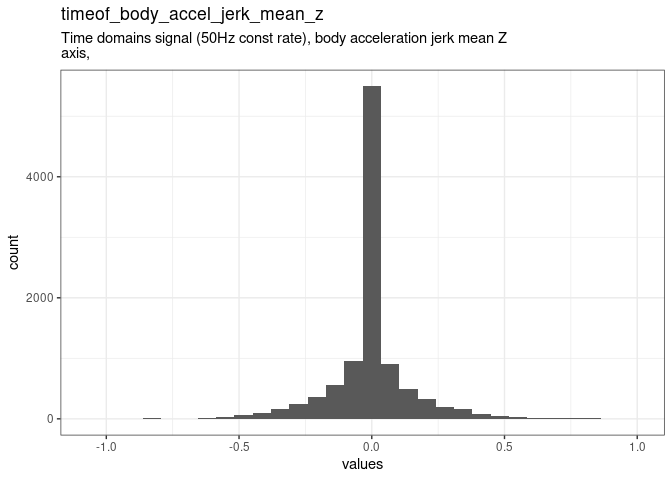 timeof_body_accel_jerk_mean_z
Time domains signal (50Hz const rate), body acceleration jerk mean Z
axis,
count
4000
2000
0
-1.0
-0.5
0.0
0.5
1.0
values